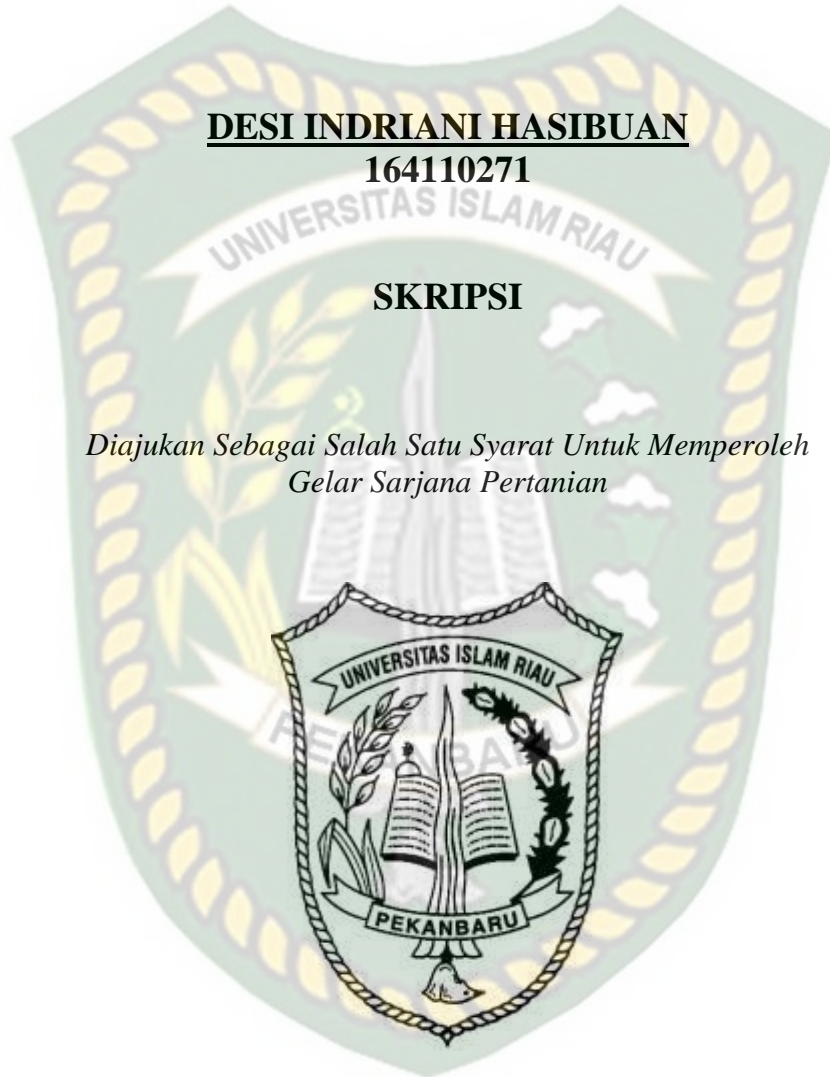 DESI INDRIANI HASIBUAN
164110271
UNIVERSITAS ISLAM RIAU
SKRIPSI
Diajukan Sebagai Salah Satu Syarat Untuk Memperoleh
Gelar Sarjana Pertanian
UNIVERSITAS ISLAM RIAU
PEKANBARU
PEKANBARU